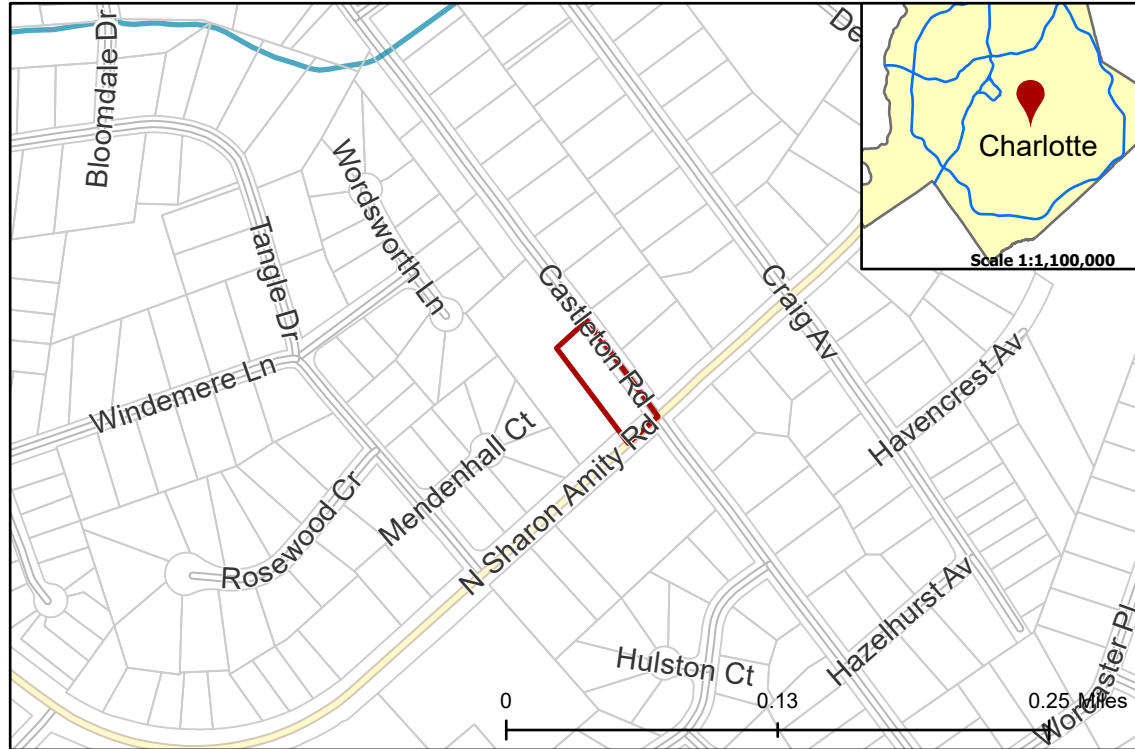 Bloomdale Dr
De
Charlotte
Scale 1:1,100,000
Wordsworth Ln
Tangle Dr
Castleton Rd
Craig Av
Windemere Ln
Havencrest Av
Mendenhall Ct
N Sharon Amity Rd
Rosewood Cr
Hazelhurst Av
Hulston Ct
Worcaster Pl
0
0.13
0.25 Miles